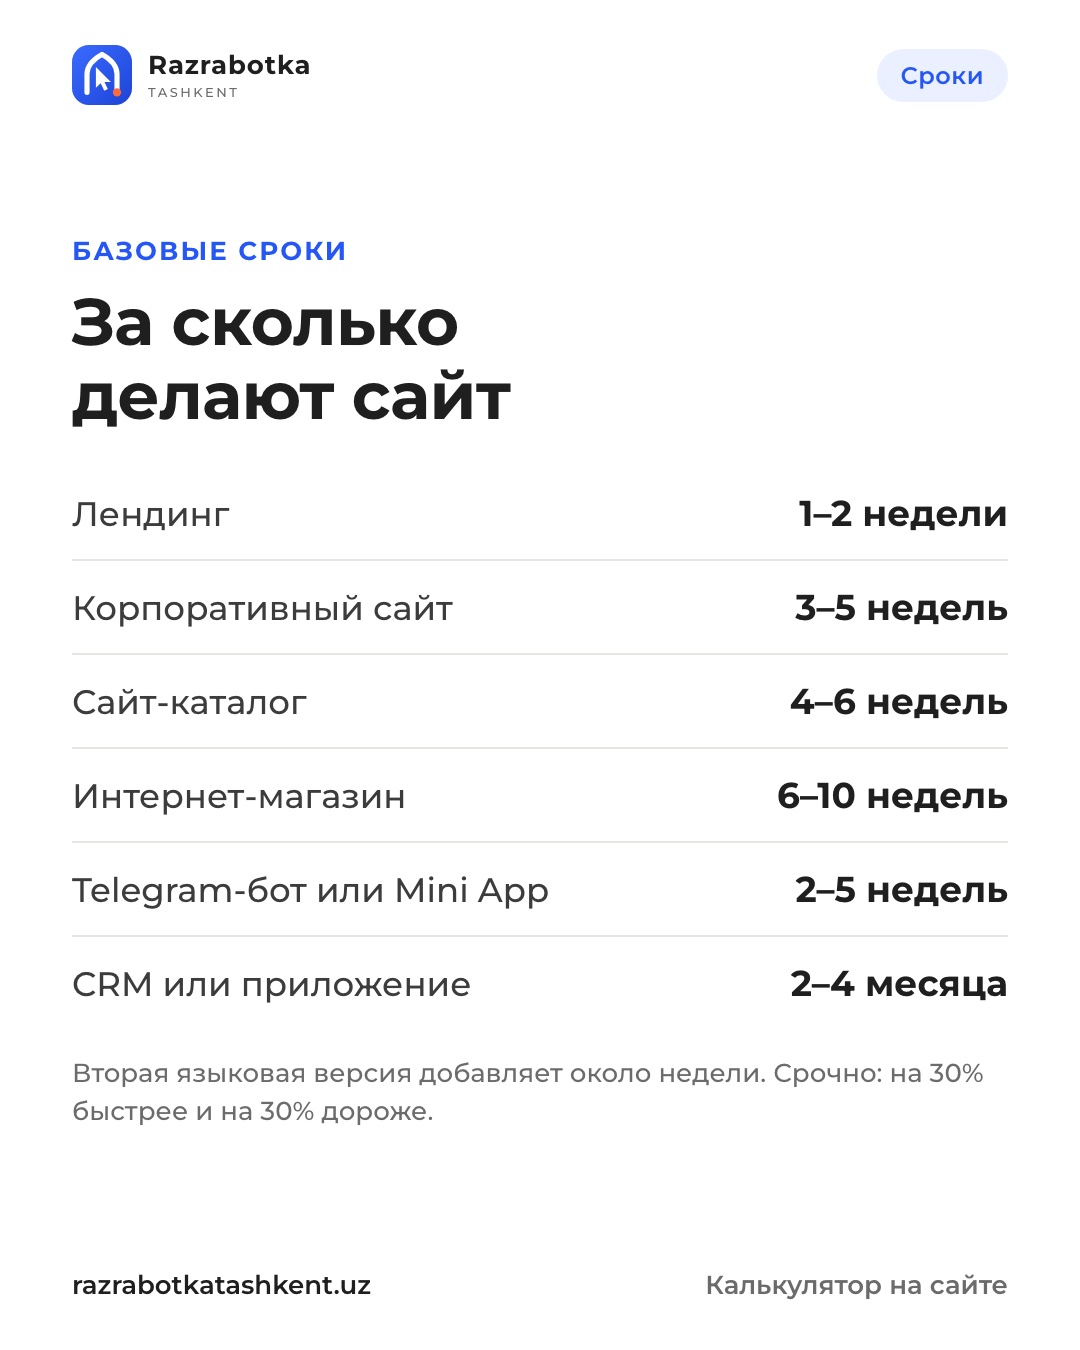 Razrabotka
TASHKENT
Сроки
БАЗОВЫЕ СРОКИ
За сколько
делают сайт
Лендинг 1–2 недели
Корпоративный сайт 3–5 недель
Сайт-каталог 4–6 недель
Интернет-магазин 6–10 недель
Telegram-бот или Mini App 2–5 недель
CRM или приложение 2–4 месяца
Вторая языковая версия добавляет около недели. Срочно: на 30%
быстрее и на 30% дороже.
razrabotkatashkent.uz Калькулятор на сайте